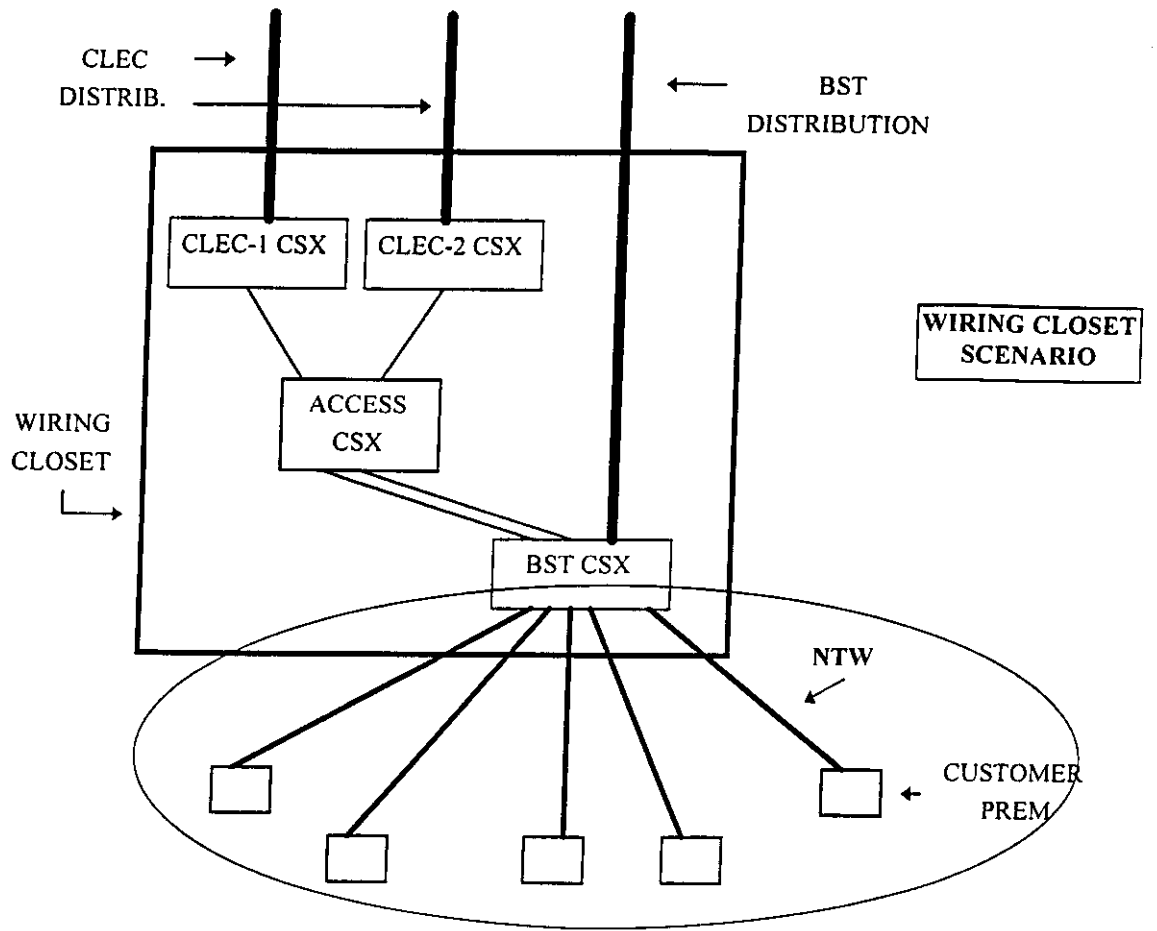 CLEC
DISTRIB.
BST
DISTRIBUTION
CLEC-1 CSX
CLEC-2 CSX
WIRING CLOSET
SCENARIO
ACCESS
CSX
WIRING
CLOSET
BST CSX
NTW
CUSTOMER
PREM